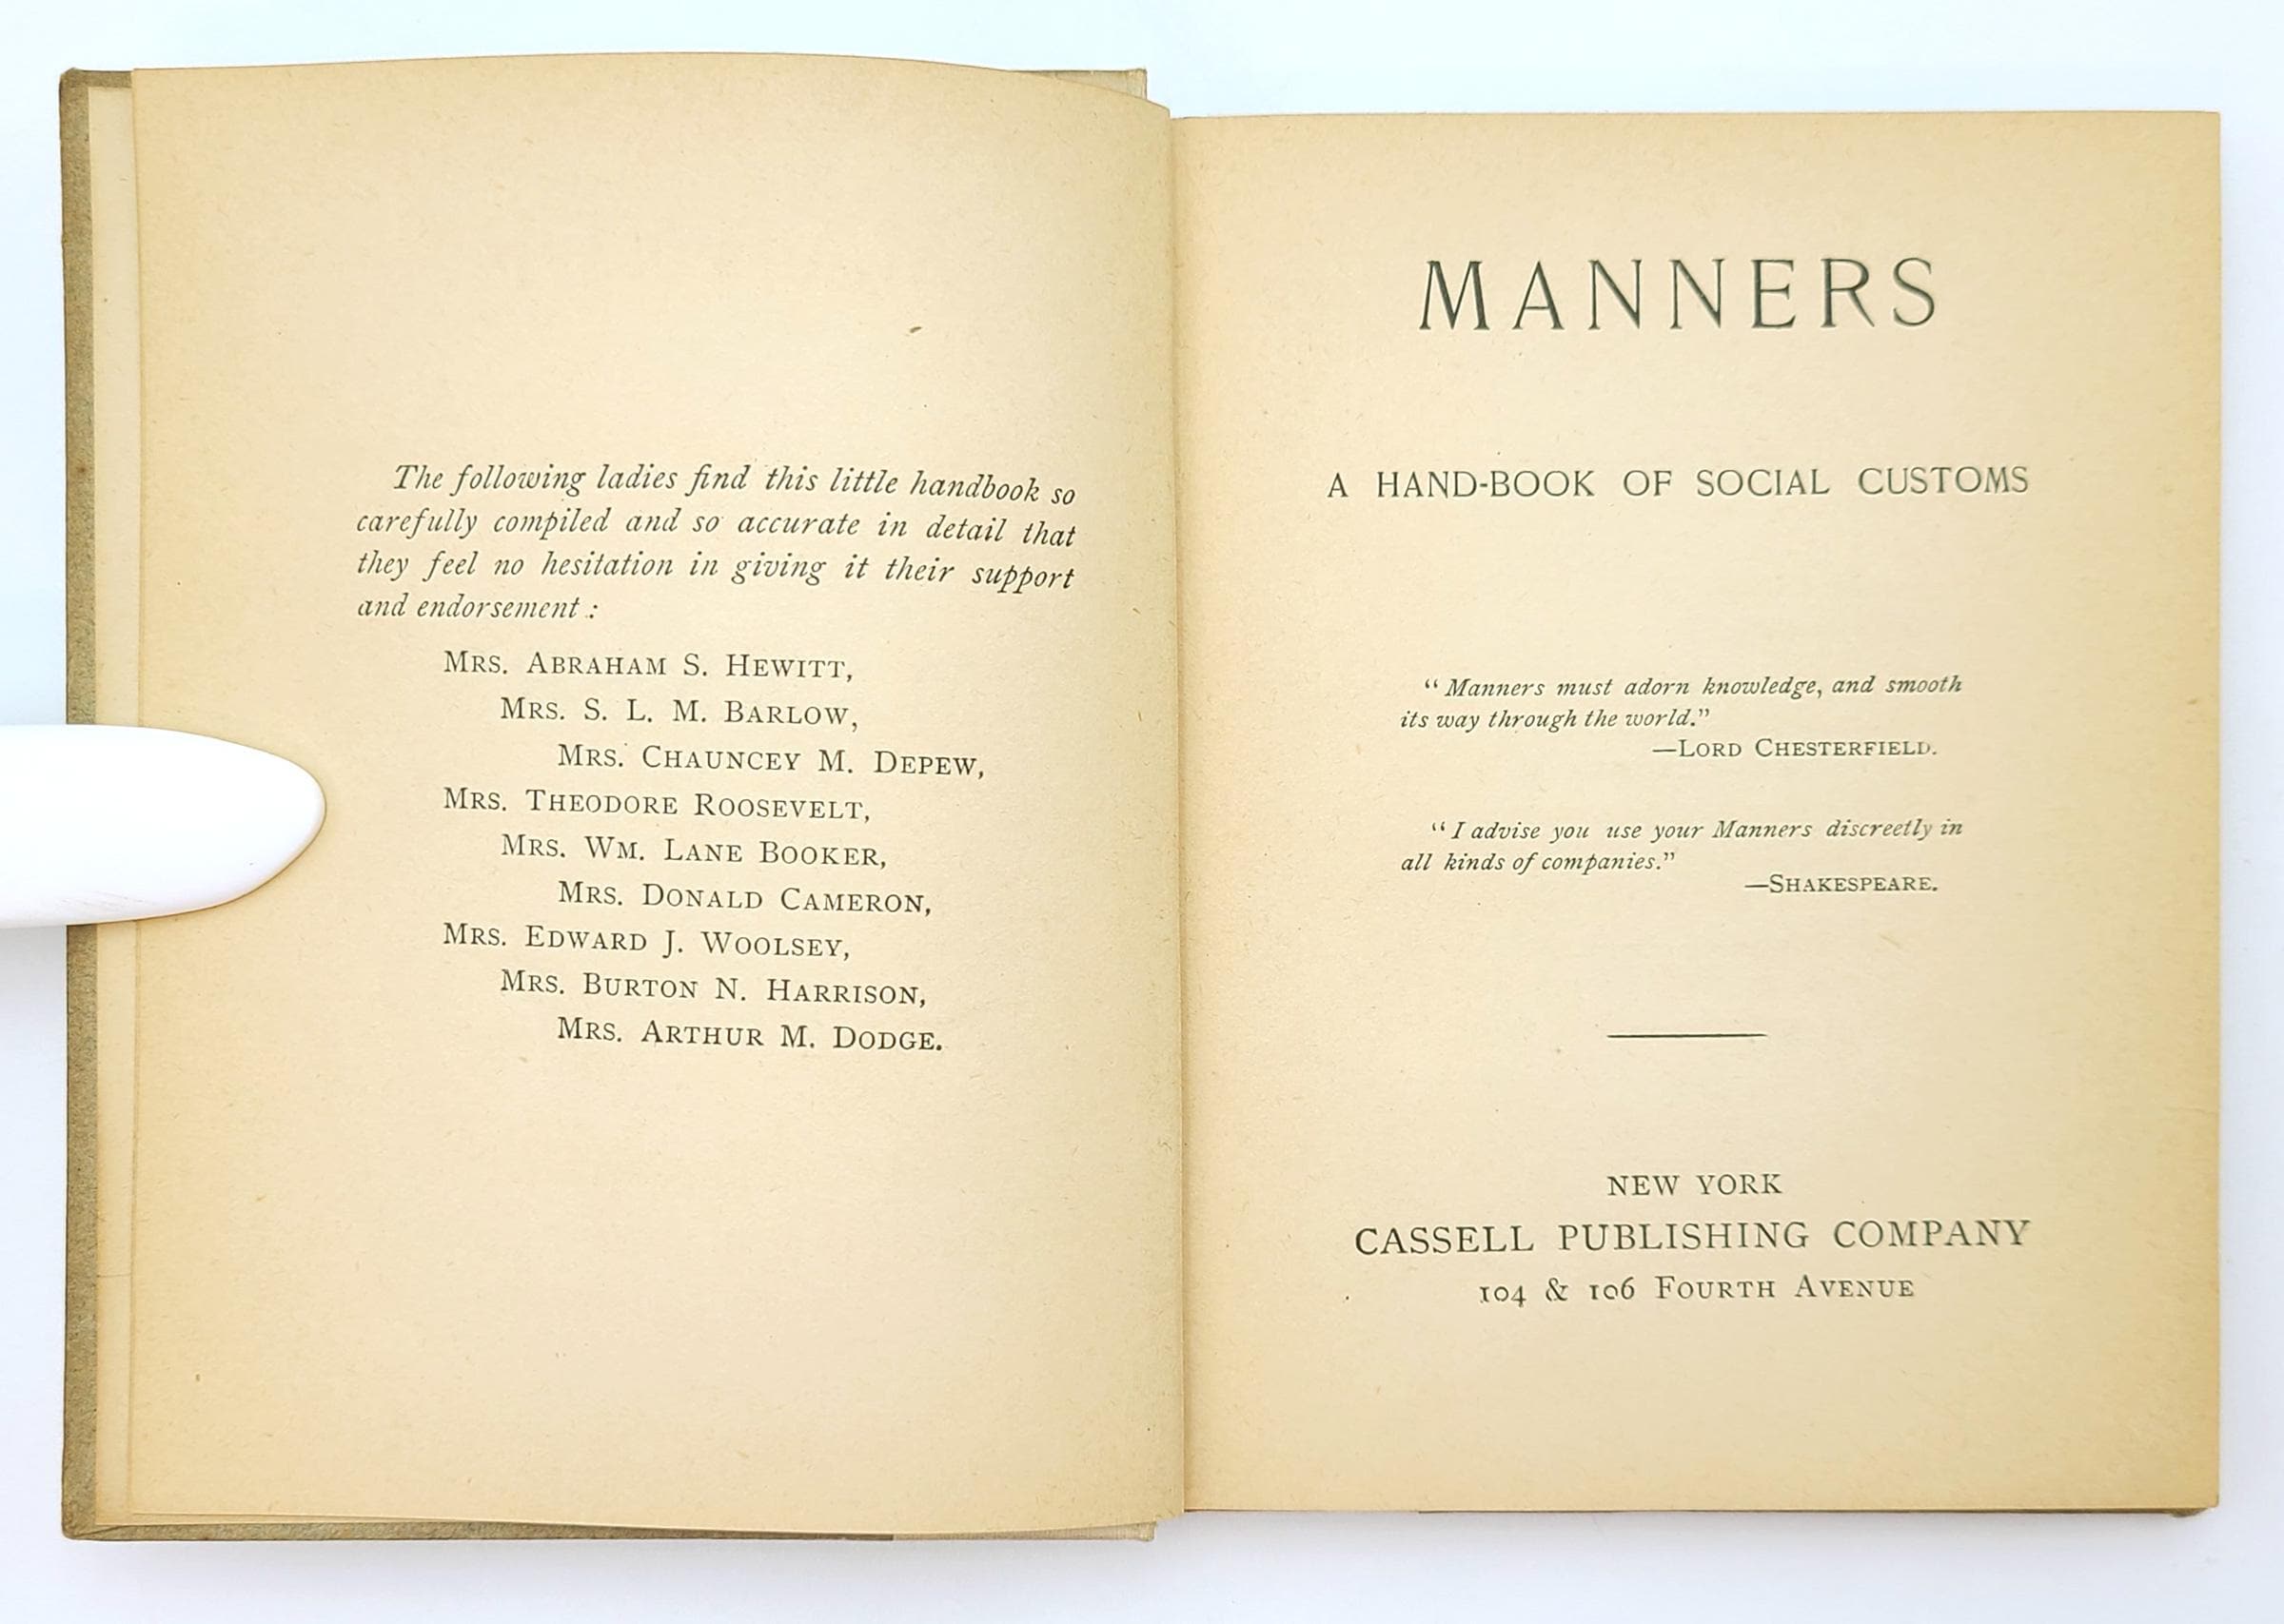 The following ladies find this little handbook so
carefully compiled and so accurate in detail that
they feel no hesitation in giving it their support
and endorsement :
MRS. ABRAHAM S. HEWITT,
MRS. S. L. M. BARLOW,
MRS. CHAUNCEY M. DEPEW,
MRS. THEODORE ROOSEVELT,
MRS. WM. LANE BOOKER,
MRS. DONALD CAMERON,
MRS. EDWARD J. WOOLSEY,
MRS. BURTON N. HARRISON,
MRS. ARTHUR M. DODGE.
MANNERS
A HAND-BOOK OF SOCIAL CUSTOMS
“Manners must adorn knowledge, and smooth
its way through the world.”
—LORD CHESTERFIELD.
“I advise you use your Manners discreetly in
all kinds of companies.”
—SHAKESPEARE.
NEW YORK
CASSELL PUBLISHING COMPANY
104 & 106 FOURTH AVENUE